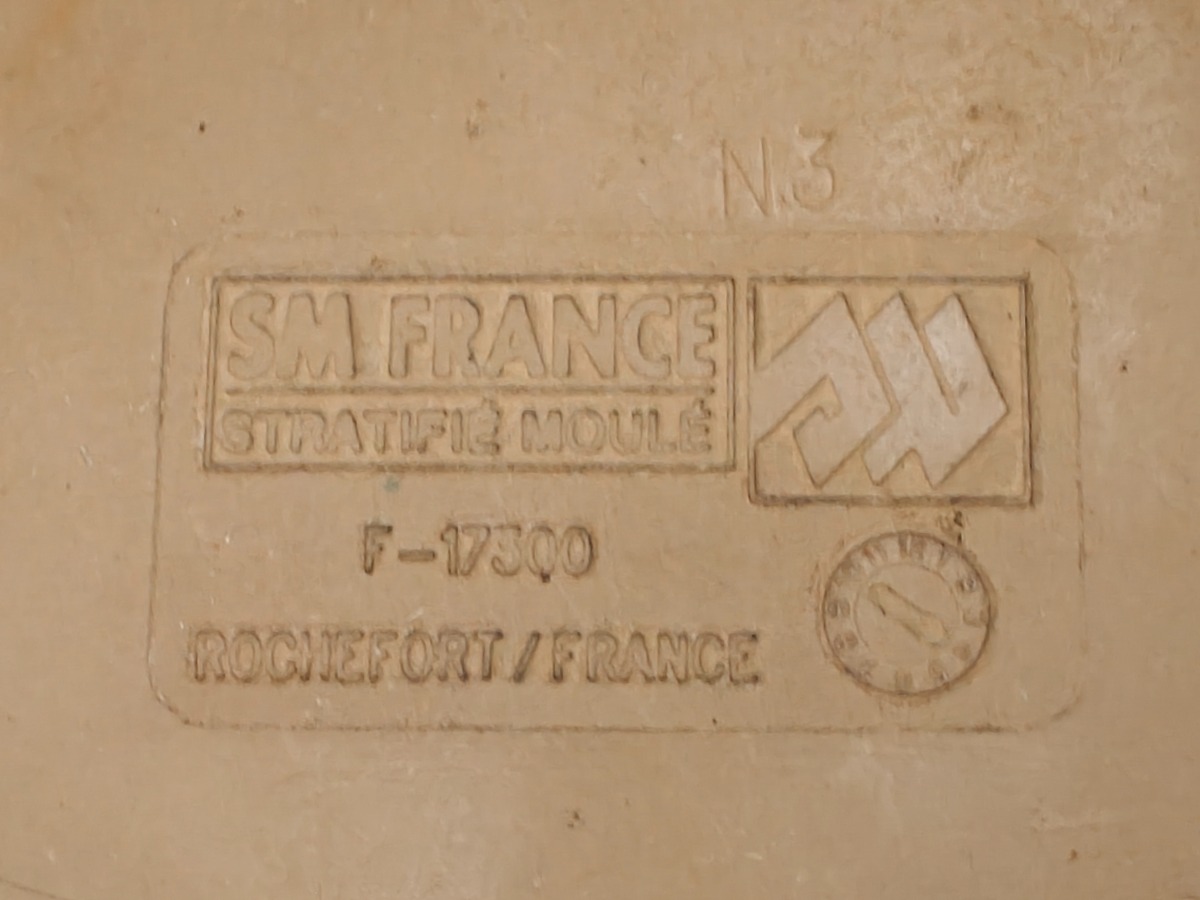 N.3
SM FRANCE
STRATIFIÉ MOULÉ
F-17300
ROCHEFORT/FRANCE